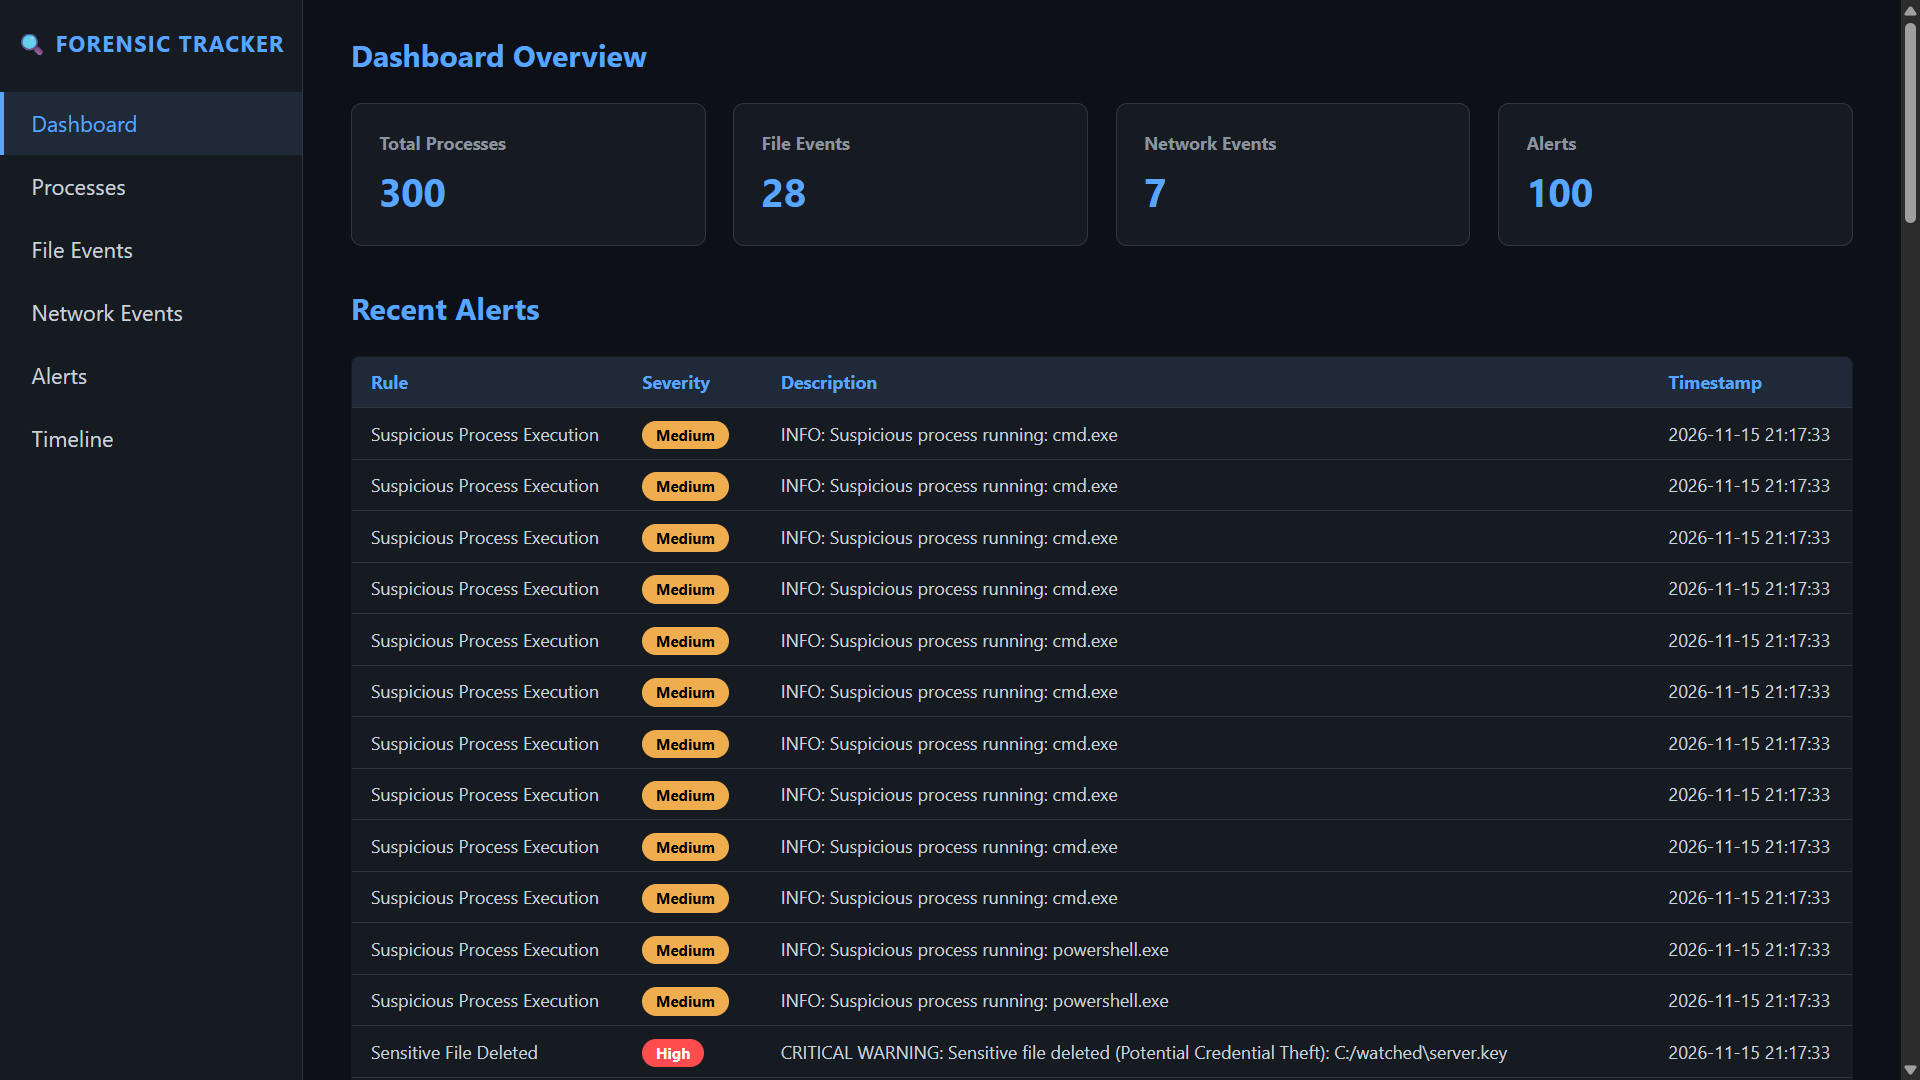 FORENSIC TRACKER
Dashboard
Processes
File Events
Network Events
Alerts
Timeline
Dashboard Overview
Total Processes
300
File Events
28
Network Events
7
Alerts
100
Recent Alerts
Rule Severity Description Timestamp
Suspicious Process Execution Medium INFO: Suspicious process running: cmd.exe 2026-11-15 21:17:33
Suspicious Process Execution Medium INFO: Suspicious process running: cmd.exe 2026-11-15 21:17:33
Suspicious Process Execution Medium INFO: Suspicious process running: cmd.exe 2026-11-15 21:17:33
Suspicious Process Execution Medium INFO: Suspicious process running: cmd.exe 2026-11-15 21:17:33
Suspicious Process Execution Medium INFO: Suspicious process running: cmd.exe 2026-11-15 21:17:33
Suspicious Process Execution Medium INFO: Suspicious process running: cmd.exe 2026-11-15 21:17:33
Suspicious Process Execution Medium INFO: Suspicious process running: cmd.exe 2026-11-15 21:17:33
Suspicious Process Execution Medium INFO: Suspicious process running: cmd.exe 2026-11-15 21:17:33
Suspicious Process Execution Medium INFO: Suspicious process running: cmd.exe 2026-11-15 21:17:33
Suspicious Process Execution Medium INFO: Suspicious process running: cmd.exe 2026-11-15 21:17:33
Suspicious Process Execution Medium INFO: Suspicious process running: powershell.exe 2026-11-15 21:17:33
Suspicious Process Execution Medium INFO: Suspicious process running: powershell.exe 2026-11-15 21:17:33
Sensitive File Deleted High CRITICAL WARNING: Sensitive file deleted (Potential Credential Theft): C:/watched\server.key 2026-11-15 21:17:33